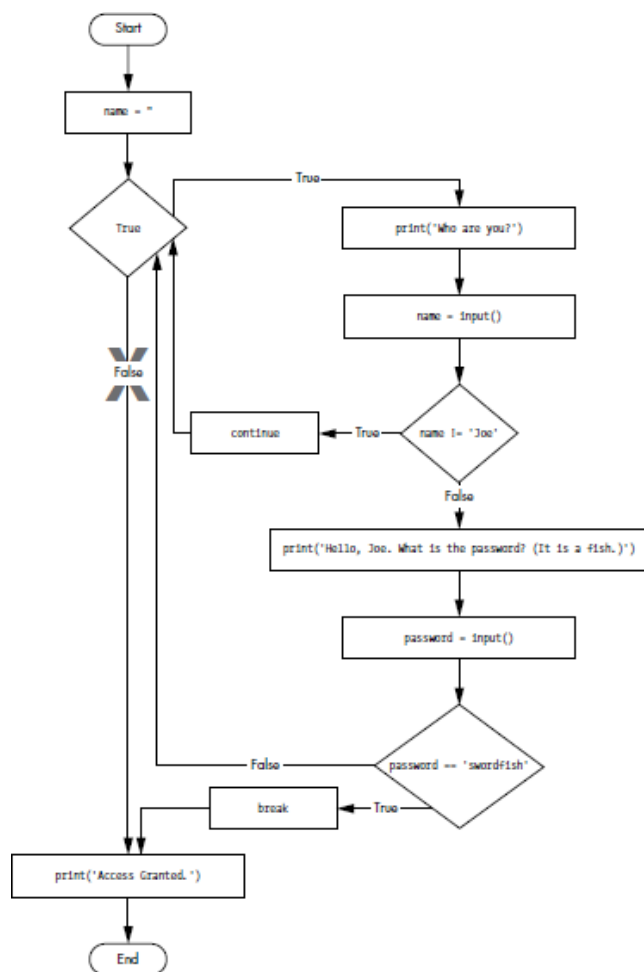 Start
name = ''
True
True
print('Who are you?')
name = input()
False
continue
True
name != 'Joe'
False
print('Hello, Joe. What is the password? (It is a fish.)')
password = input()
False
password == 'swordfish'
break
True
print('Access Granted.')
End